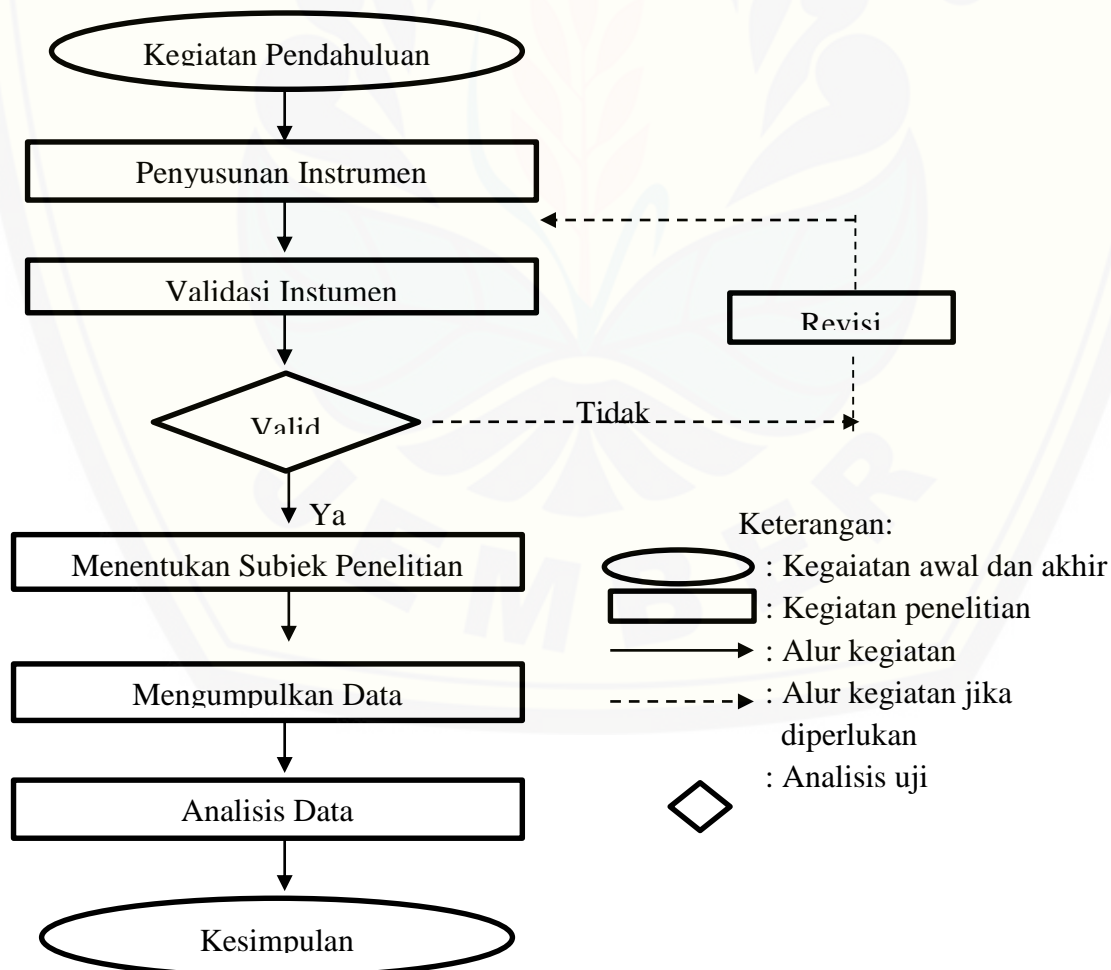 Kegiatan Pendahuluan
Penyusunan Instrumen
Validasi Instumen
Revisi
Valid
Tidak
Ya
Menentukan Subjek Penelitian
Mengumpulkan Data
Analisis Data
Kesimpulan
Keterangan:
: Kegaiatan awal dan akhir
: Kegiatan penelitian
: Alur kegiatan
: Alur kegiatan jika
diperlukan
: Analisis uji
JEMBER